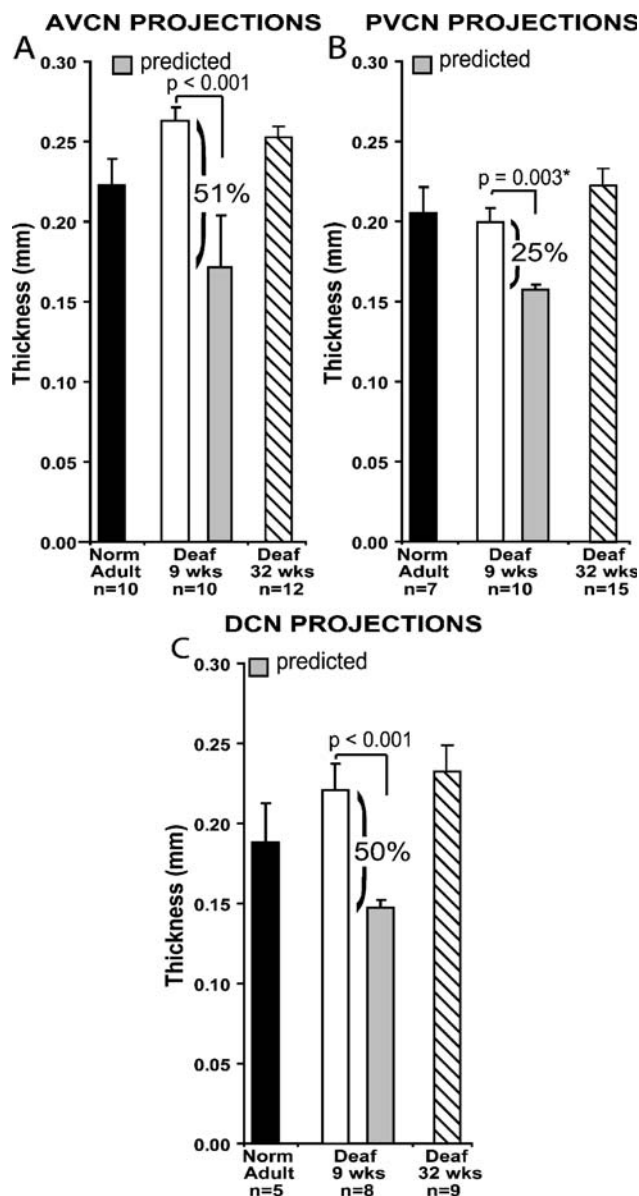 AVCN PROJECTIONS
A
predicted
p < 0.001
0.30
0.25
0.20
0.15
0.10
0.05
0.00
Thickness (mm)
51%
Norm Deaf Deaf
Adult 9 wks 32 wks
n=10 n=10 n=12
PVCN PROJECTIONS
B
predicted
p = 0.003*
0.30
0.25
0.20
0.15
0.10
0.05
0.00
Thickness (mm)
25%
Norm Deaf Deaf
Adult 9 wks 32 wks
n=7 n=10 n=15
DCN PROJECTIONS
C
predicted
p < 0.001
0.30
0.25
0.20
0.15
0.10
0.05
0.00
Thickness (mm)
50%
Norm Deaf Deaf
Adult 9 wks 32 wks
n=5 n=8 n=9